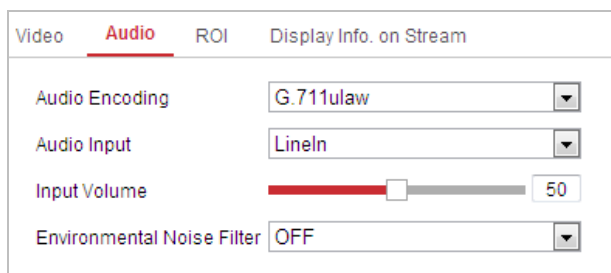 Video Audio ROI Display Info. on Stream
Audio Encoding G.711ulaw
Audio Input LineIn
Input Volume 50
Environmental Noise Filter OFF